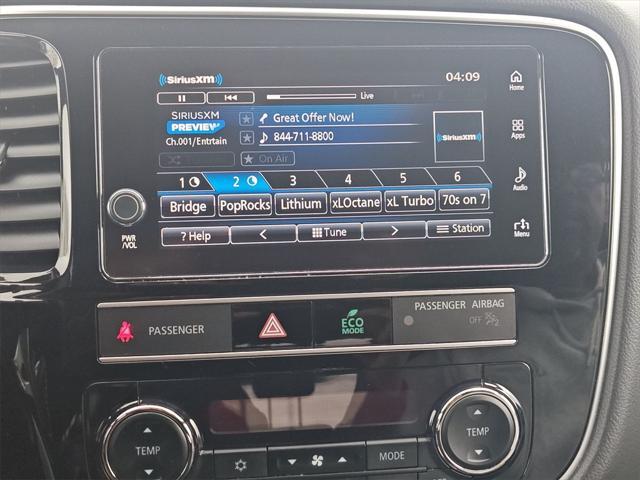 SiriusXM
04:09
Live
SIRIUSXM
PREVIEW
Great Offer Now!
844-711-8800
Ch.001/Entrtain
On Air
SiriusXM
1 2 3 4 5 6
Bridge PopRocks Lithium xLOctane xL Turbo 70s on 7
? Help < Tune > Station
Home
Apps
Audio
Menu
PWR
/VOL
PASSENGER
ECO
MODE
PASSENGER AIRBAG
OFF
TEMP
MODE
TEMP